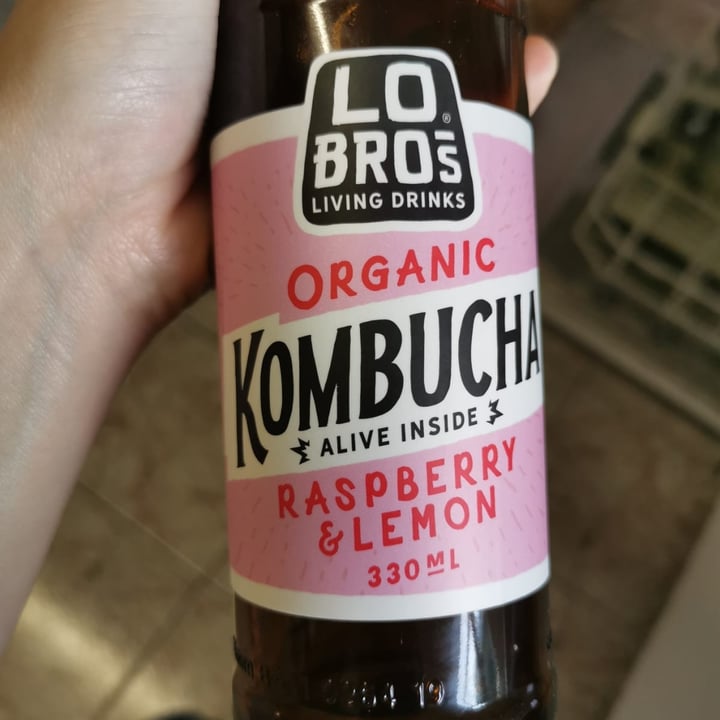 LO
BROS
®
LIVING DRINKS
ORGANIC
KOMBUCHA
ALIVE INSIDE
RASPBERRY
& LEMON
330ML